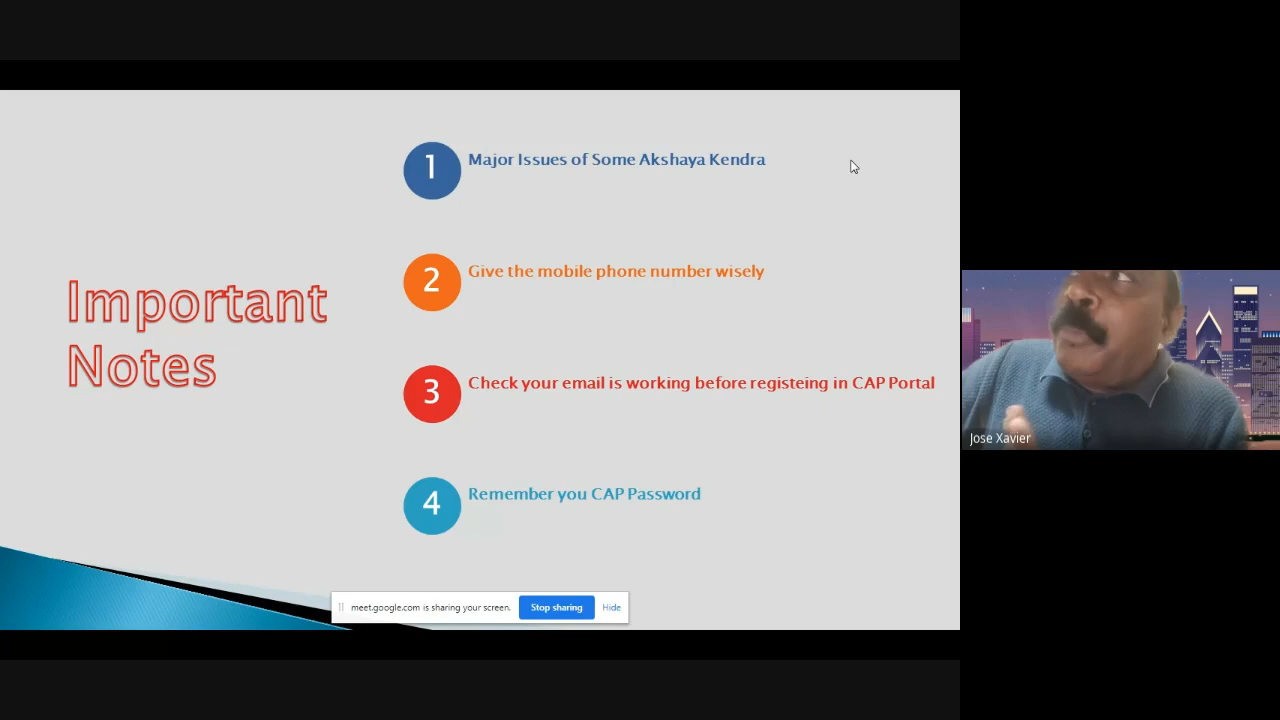 Important
Notes
1
Major Issues of Some Akshaya Kendra
2
Give the mobile phone number wisely
3
Check your email is working before registeing in CAP Portal
4
Remember you CAP Password
meet.google.com is sharing your screen.
Stop sharing
Hide
Jose Xavier